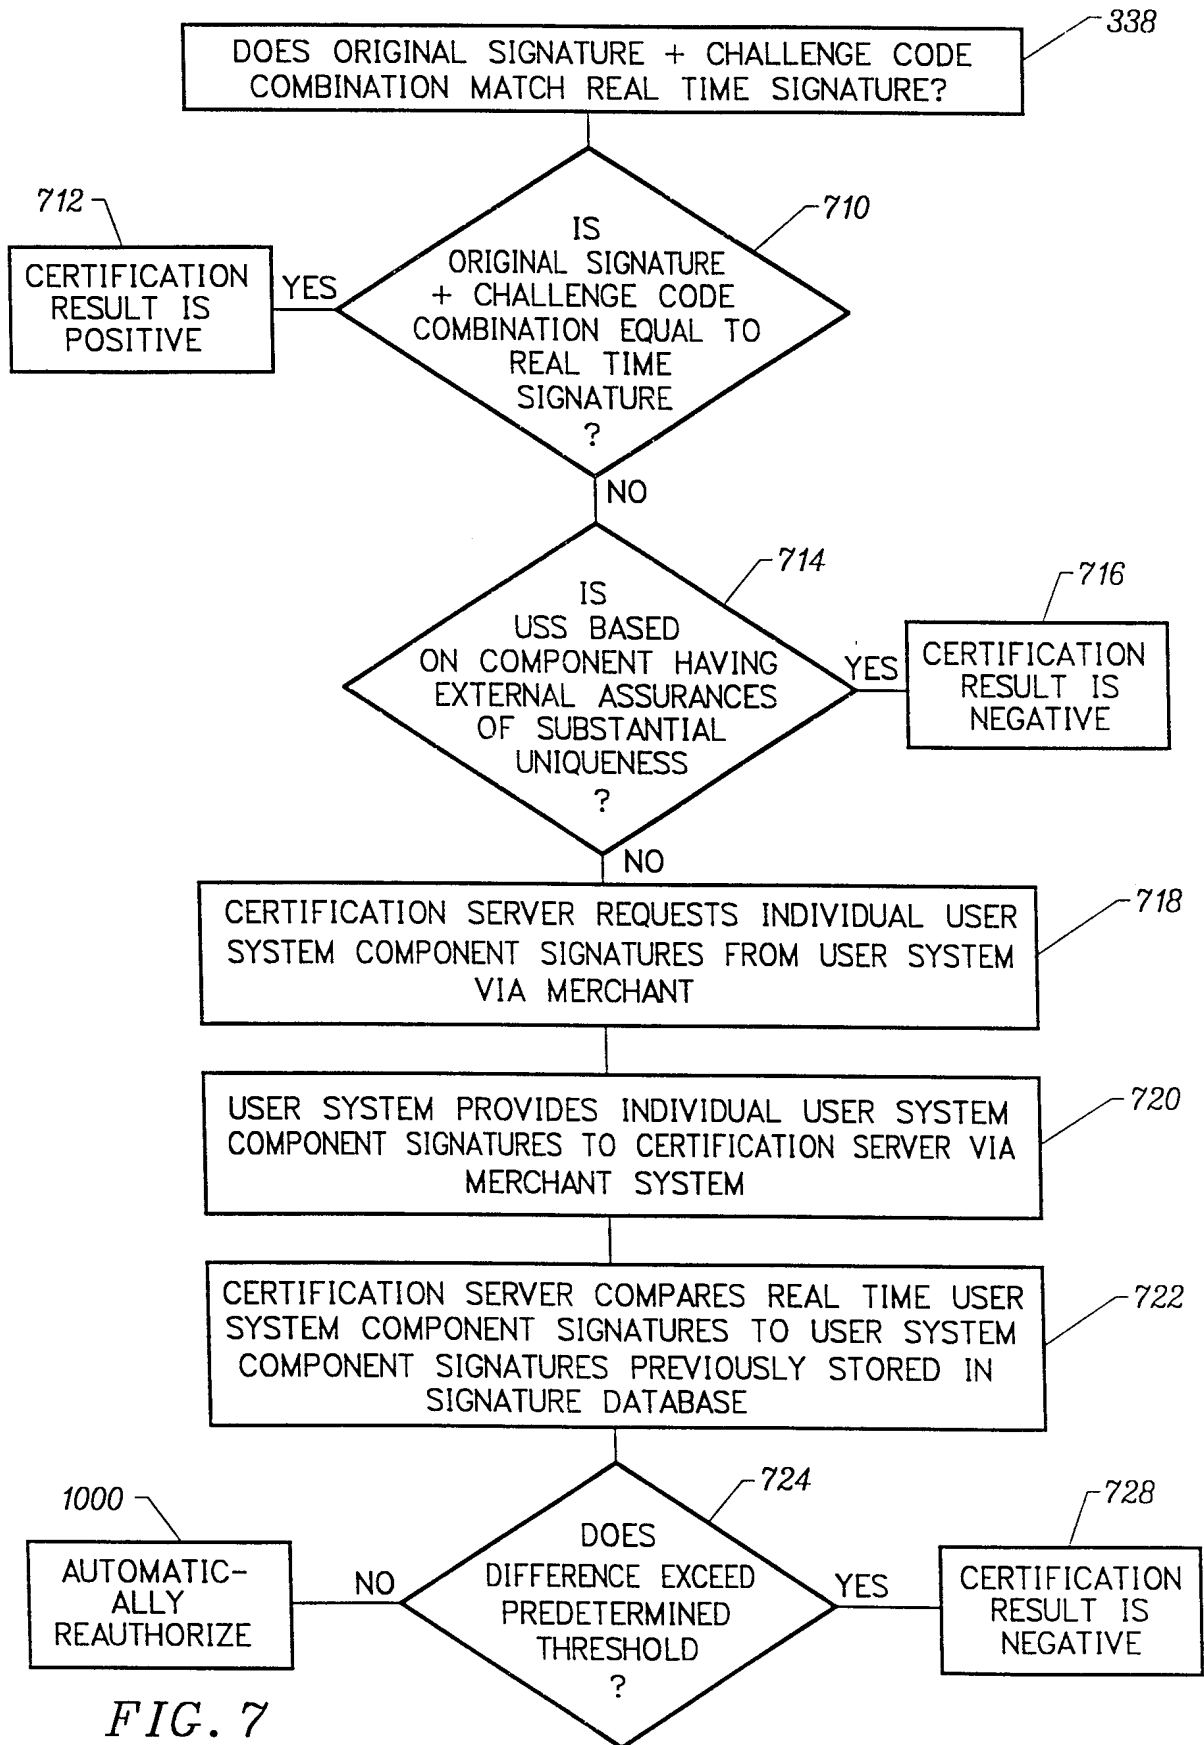 338
DOES ORIGINAL SIGNATURE + CHALLENGE CODE
COMBINATION MATCH REAL TIME SIGNATURE?
710
IS
ORIGINAL SIGNATURE
+ CHALLENGE CODE
COMBINATION EQUAL TO
REAL TIME
SIGNATURE
?
712
YES
CERTIFICATION
RESULT IS
POSITIVE
NO
714
IS
USS BASED
ON COMPONENT HAVING
EXTERNAL ASSURANCES
OF SUBSTANTIAL
UNIQUENESS
?
YES
716
CERTIFICATION
RESULT IS
NEGATIVE
NO
718
CERTIFICATION SERVER REQUESTS INDIVIDUAL USER
SYSTEM COMPONENT SIGNATURES FROM USER SYSTEM
VIA MERCHANT
720
USER SYSTEM PROVIDES INDIVIDUAL USER SYSTEM
COMPONENT SIGNATURES TO CERTIFICATION SERVER VIA
MERCHANT SYSTEM
722
CERTIFICATION SERVER COMPARES REAL TIME USER
SYSTEM COMPONENT SIGNATURES TO USER SYSTEM
COMPONENT SIGNATURES PREVIOUSLY STORED IN
SIGNATURE DATABASE
724
DOES
DIFFERENCE EXCEED
PREDETERMINED
THRESHOLD
?
1000
NO
AUTOMATIC-
ALLY
REAUTHORIZE
YES
728
CERTIFICATION
RESULT IS
NEGATIVE
FIG. 7